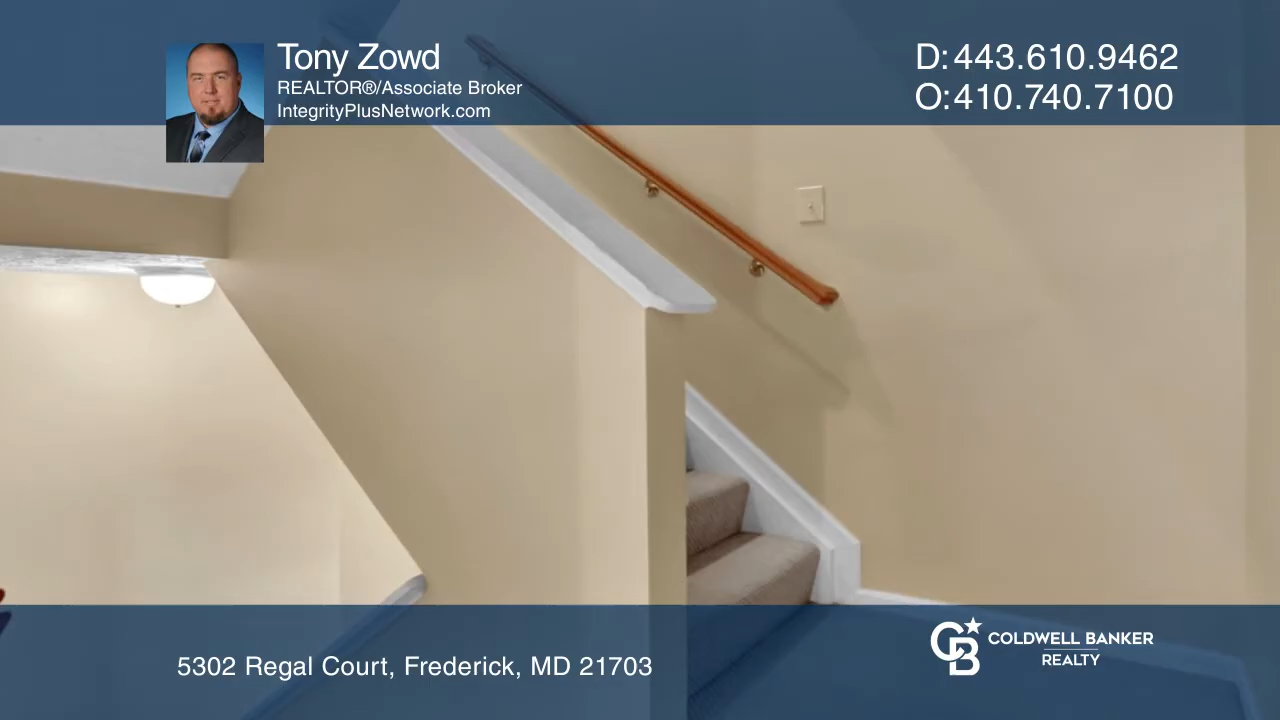 Tony Zowd
REALTOR®/Associate Broker
IntegrityPlusNetwork.com
D:443.610.9462
O:410.740.7100
5302 Regal Court, Frederick, MD 21703
CB
COLDWELL BANKER
REALTY